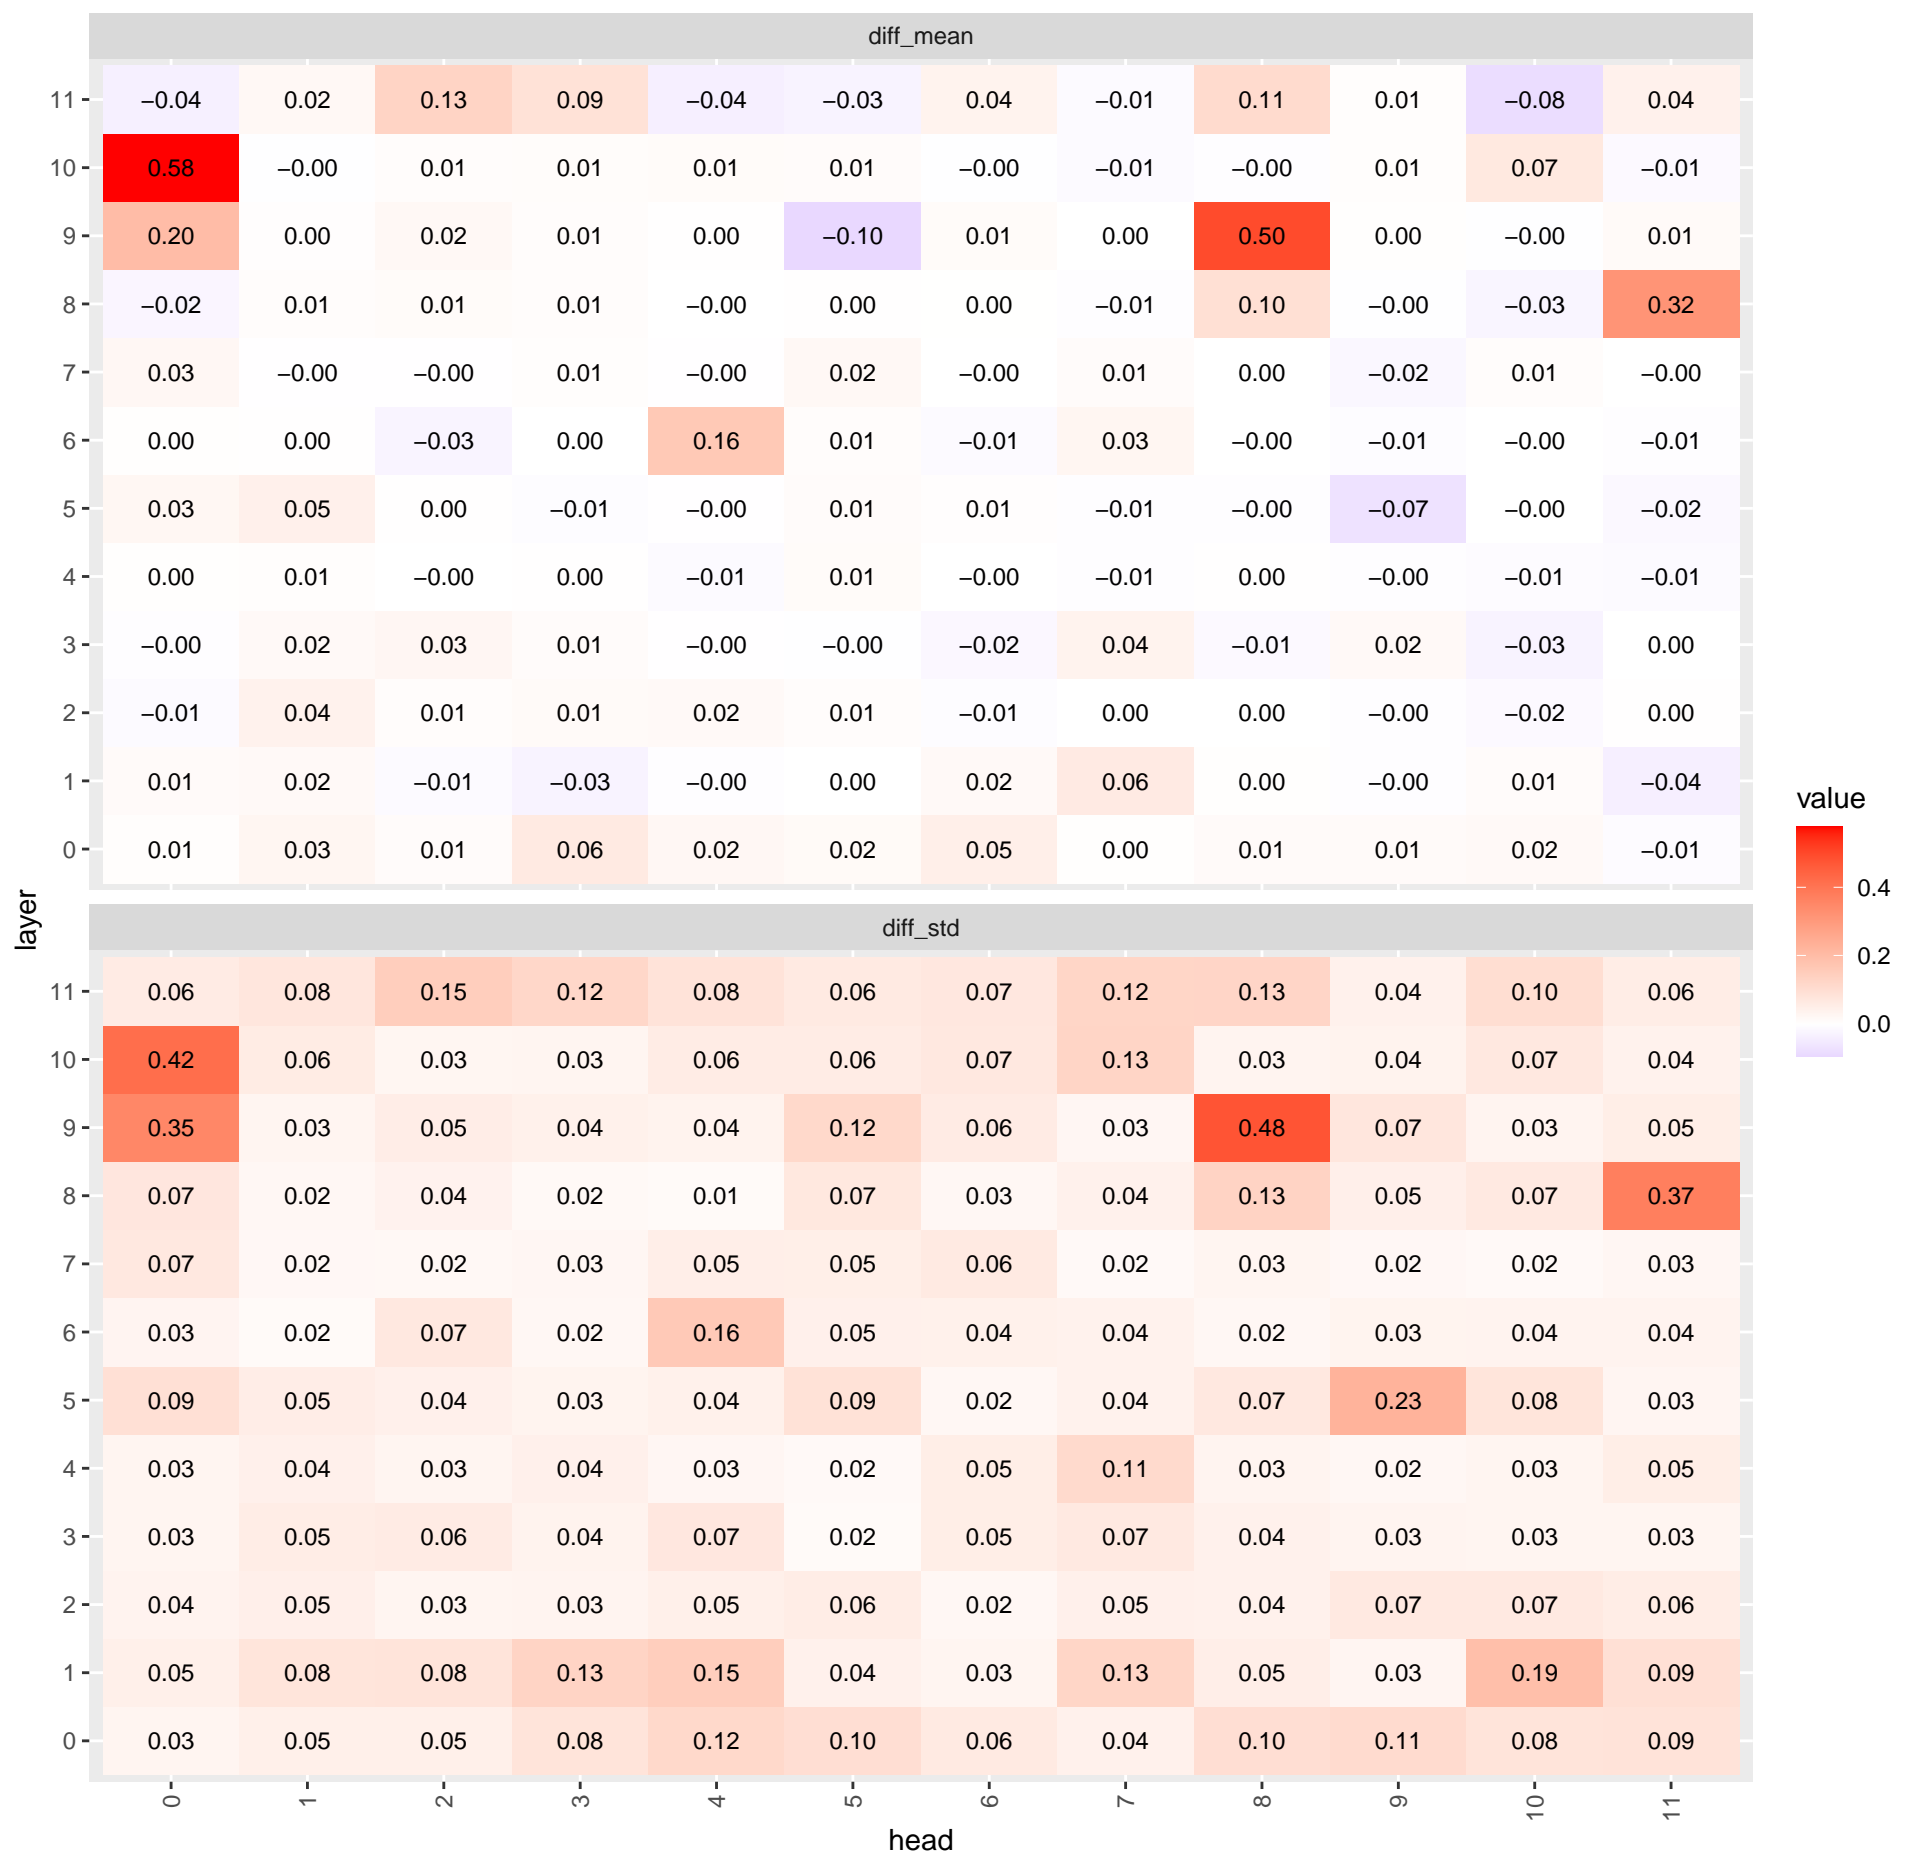 diff_mean
11 −0.04 0.02 0.13 0.09 −0.04 −0.03 0.04 −0.01 0.11 0.01 −0.08 0.04
10 0.58 −0.00 0.01 0.01 0.01 0.01 −0.00 −0.01 −0.00 0.01 0.07 −0.01
9 0.20 0.00 0.02 0.01 0.00 −0.10 0.01 0.00 0.50 0.00 −0.00 0.01
8 −0.02 0.01 0.01 0.01 −0.00 0.00 0.00 −0.01 0.10 −0.00 −0.03 0.32
7 0.03 −0.00 −0.00 0.01 −0.00 0.02 −0.00 0.01 0.00 −0.02 0.01 −0.00
6 0.00 0.00 −0.03 0.00 0.16 0.01 −0.01 0.03 −0.00 −0.01 −0.00 −0.01
5 0.03 0.05 0.00 −0.01 −0.00 0.01 0.01 −0.01 −0.00 −0.07 −0.00 −0.02
4 0.00 0.01 −0.00 0.00 −0.01 0.01 −0.00 −0.01 0.00 −0.00 −0.01 −0.01
3 −0.00 0.02 0.03 0.01 −0.00 −0.00 −0.02 0.04 −0.01 0.02 −0.03 0.00
2 −0.01 0.04 0.01 0.01 0.02 0.01 −0.01 0.00 0.00 −0.00 −0.02 0.00
1 0.01 0.02 −0.01 −0.03 −0.00 0.00 0.02 0.06 0.00 −0.00 0.01 −0.04
0 0.01 0.03 0.01 0.06 0.02 0.02 0.05 0.00 0.01 0.01 0.02 −0.01
layer
diff_std
11 0.06 0.08 0.15 0.12 0.08 0.06 0.07 0.12 0.13 0.04 0.10 0.06
10 0.42 0.06 0.03 0.03 0.06 0.06 0.07 0.13 0.03 0.04 0.07 0.04
9 0.35 0.03 0.05 0.04 0.04 0.12 0.06 0.03 0.48 0.07 0.03 0.05
8 0.07 0.02 0.04 0.02 0.01 0.07 0.03 0.04 0.13 0.05 0.07 0.37
7 0.07 0.02 0.02 0.03 0.05 0.05 0.06 0.02 0.03 0.02 0.02 0.03
6 0.03 0.02 0.07 0.02 0.16 0.05 0.04 0.04 0.02 0.03 0.04 0.04
5 0.09 0.05 0.04 0.03 0.04 0.09 0.02 0.04 0.07 0.23 0.08 0.03
4 0.03 0.04 0.03 0.04 0.03 0.02 0.05 0.11 0.03 0.02 0.03 0.05
3 0.03 0.05 0.06 0.04 0.07 0.02 0.05 0.07 0.04 0.03 0.03 0.03
2 0.04 0.05 0.03 0.03 0.05 0.06 0.02 0.05 0.04 0.07 0.07 0.06
1 0.05 0.08 0.08 0.13 0.15 0.04 0.03 0.13 0.05 0.03 0.19 0.09
0 0.03 0.05 0.05 0.08 0.12 0.10 0.06 0.04 0.10 0.11 0.08 0.09
0 1 2 3 4 5 6 7 8 9 10 11
head
value
0.4
0.2
0.0